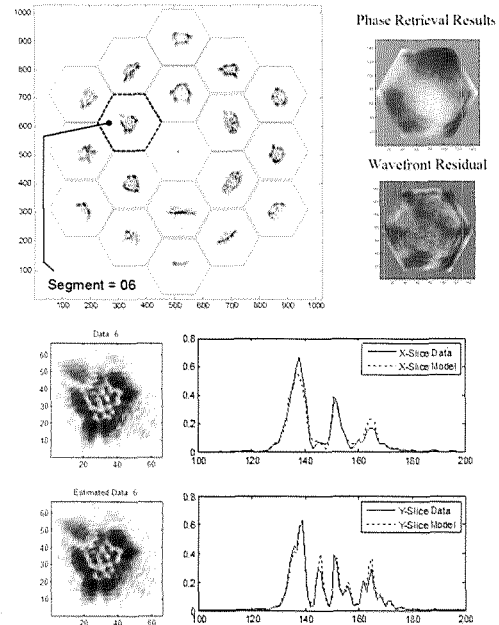 Phase Retrieval Results
Wavefront Residual
1000
900
800
700
600
500
400
300
200
100
Segment = 06
100 200 300 400 500 600 700 800 900 1000
Data 6
60
50
40
30
20
10
20 40 60
0.8
0.6
0.4
0.2
0
100 120 140 160 180 200
X-Slice Data
X-Slice Model
Estimated Data 6
60
50
40
30
20
10
20 40 60
0.8
0.6
0.4
0.2
0
100 120 140 160 180 200
Y-Slice Data
Y-Slice Model